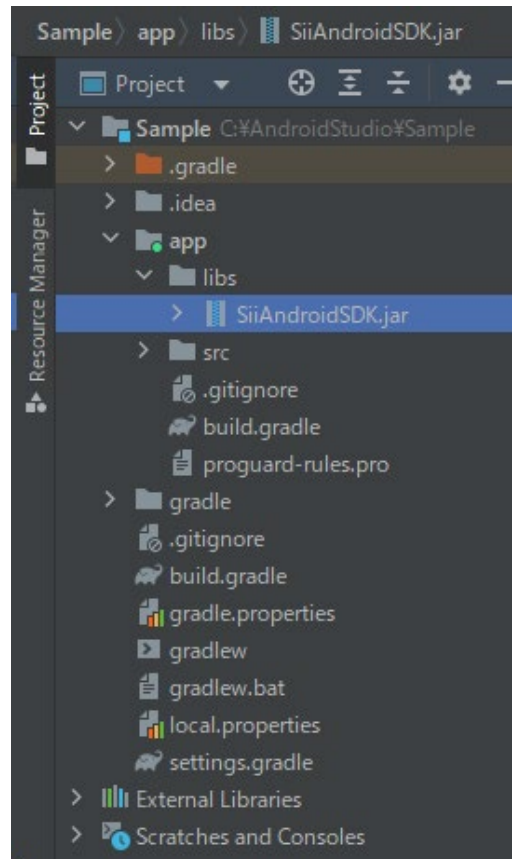 Sample 〉 app 〉 libs 〉 SiiAndroidSDK.jar
Project
Project
Resource Manager
Sample C:¥AndroidStudio¥Sample
.gradle
.idea
app
libs
SiiAndroidSDK.jar
src
.gitignore
build.gradle
proguard-rules.pro
gradle
.gitignore
build.gradle
gradle.properties
gradlew
gradlew.bat
local.properties
settings.gradle
External Libraries
Scratches and Consoles